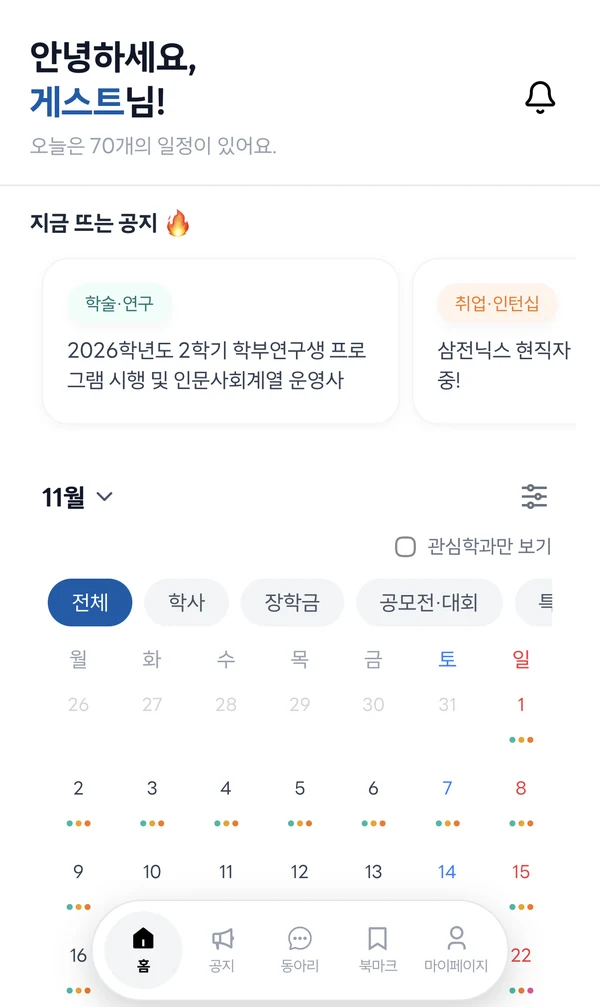 안녕하세요,
게스트님!
오늘은 70개의 일정이 있어요.
지금 뜨는 공지 🔥
학술·연구
2026학년도 2학기 학부연구생 프로
그램 시행 및 인문사회계열 운영사
취업·인턴십
삼전닉스 현직자
중!
11월
관심학과만 보기
전체 학사 장학금 공모전·대회 특
월 화 수 목 금 토 일
26 27 28 29 30 31 1
2 3 4 5 6 7 8
9 10 11 12 13 14 15
16 22
홈 공지 동아리 북마크 마이페이지